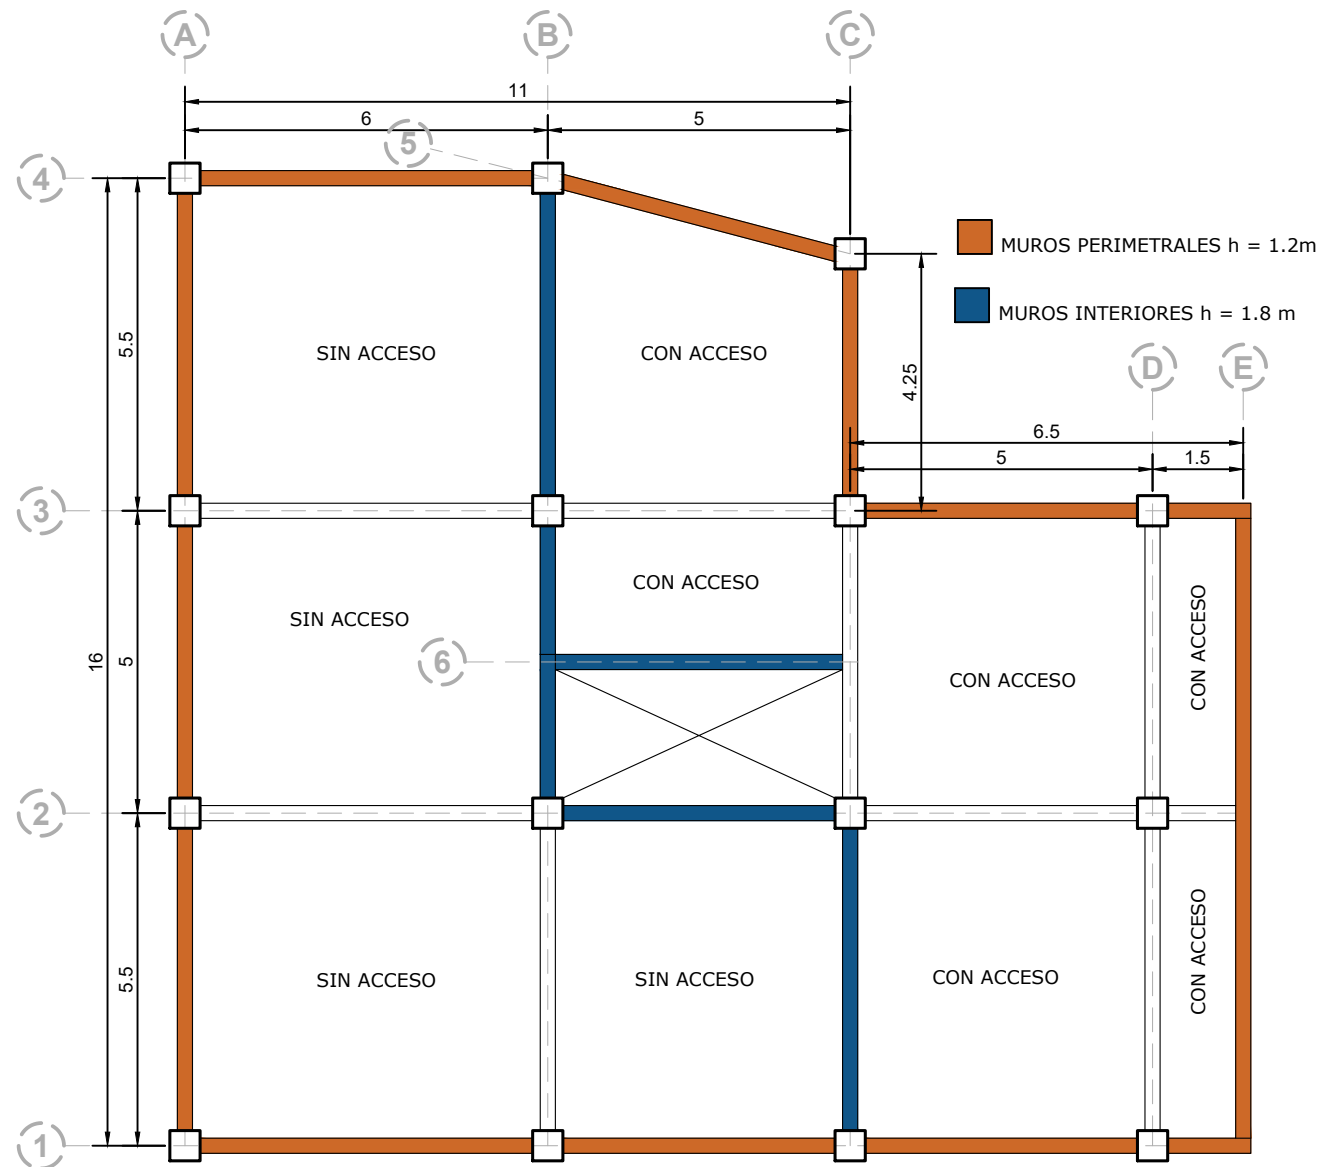 A
B
C
11
6
5
5
4
MUROS PERIMETRALES h = 1.2m
MUROS INTERIORES h = 1.8 m
5.5
SIN ACCESO
CON ACCESO
4.25
D
E
6.5
5
1.5
3
CON ACCESO
SIN ACCESO
CON ACCESO
16
5
6
CON ACCESO
2
5.5
SIN ACCESO
SIN ACCESO
CON ACCESO
CON ACCESO
1